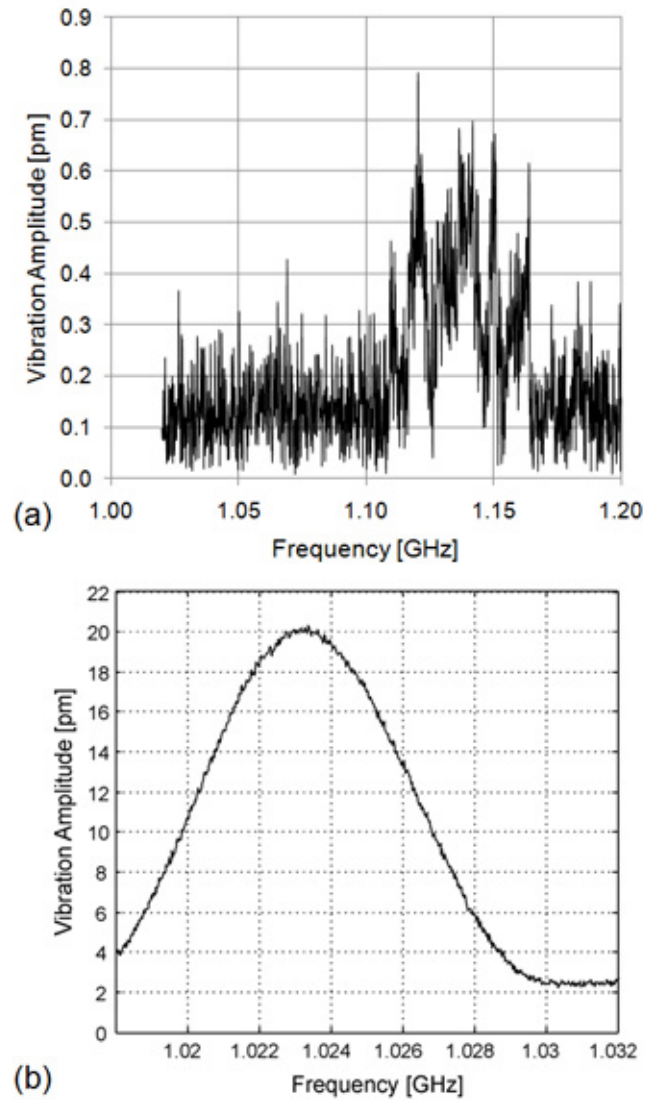 0.9
0.8
0.7
0.6
0.5
0.4
0.3
0.2
0.1
0.0
Vibration Amplitude [pm]
1.00 1.05 1.10 1.15 1.20
Frequency [GHz]
(a)
22
20
18
16
14
12
10
8
6
4
2
0
Vibration Amplitude [pm]
1.02 1.022 1.024 1.026 1.028 1.03 1.032
Frequency [GHz]
(b)